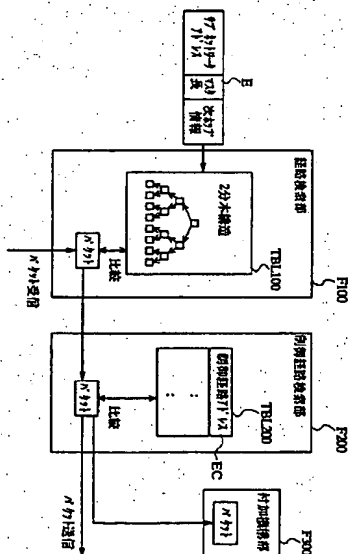 サブネットワークアドレス
マスク長
次ホップ情報
E
経路検索部
F100
2分木構造
TBL100
比較
パケット
パケット受信
制御経路検索部
F200
制御経路アドレス
TBL200
EC
比較
パケット
パケット送信
付加機構部
F300
パケット